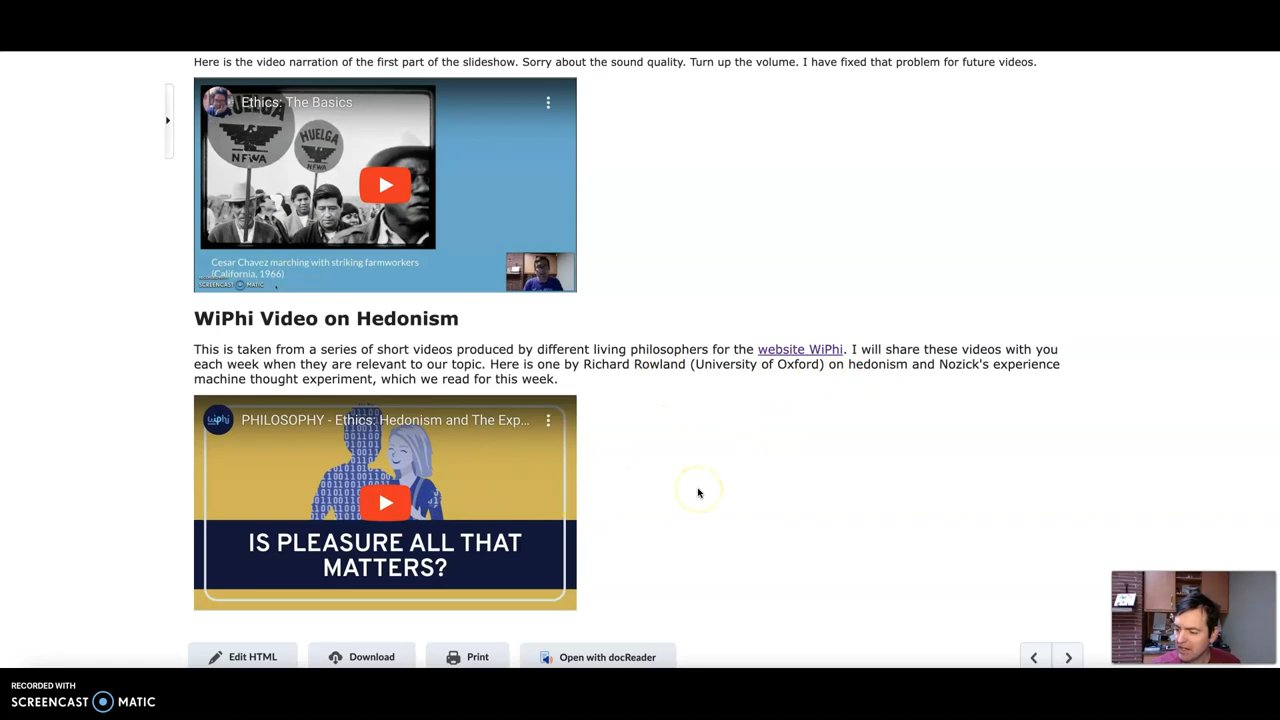 Here is the video narration of the first part of the slideshow. Sorry about the sound quality. Turn up the volume. I have fixed that problem for future videos.
Ethics: The Basics
HUELGA
NFWA
HUELGA
NFWA
Cesar Chavez marching with striking farmworkers
(California, 1966)
SCREENCAST MATIC
WiPhi Video on Hedonism
This is taken from a series of short videos produced by different living philosophers for the website WiPhi. I will share these videos with you
each week when they are relevant to our topic. Here is one by Richard Rowland (University of Oxford) on hedonism and Nozick's experience
machine thought experiment, which we read for this week.
wiphi
PHILOSOPHY - Ethics: Hedonism and The Exp...
IS PLEASURE ALL THAT
MATTERS?
Edit HTML
Download
Print
Open with docReader
RECORDED WITH
SCREENCAST MATIC